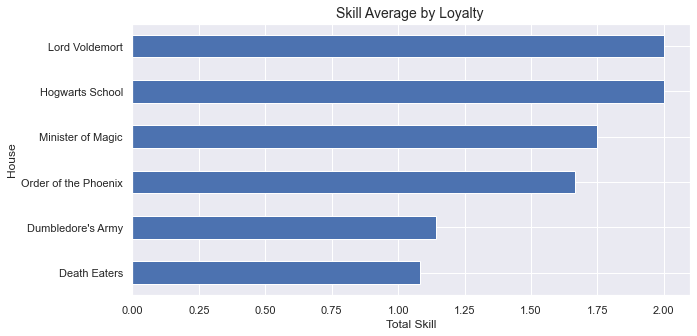 Skill Average by Loyalty
Lord Voldemort
Hogwarts School
Minister of Magic
Order of the Phoenix
Dumbledore's Army
Death Eaters
House
0.00 0.25 0.50 0.75 1.00 1.25 1.50 1.75 2.00
Total Skill